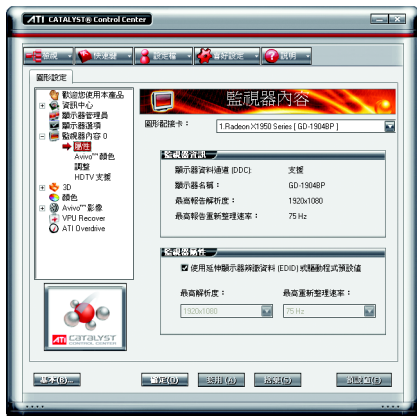 ATI CATALYST® Control Center
檢視
快速鍵
設定檔
喜好設定
說明
圖形設定
歡迎您使用本產品
資訊中心
顯示器管理員
顯示器選項
監視器內容 0
屬性
Avivo™ 顏色
調整
HDTV 支援
3D
顏色
Avivo™ 影像
VPU Recover
ATI Overdrive
監視器內容
圖形配接卡：
1.Radeon X1950 Series [ GD-1904BP ]
監視器資訊
顯示器資料通道 (DDC):
支援
顯示器名稱：
GD-1904BP
最高報告解析度：
1920x1080
最高報告重新整理速率：
75 Hz
監視器屬性
使用延伸顯示器辨識資料 (EDID) 或驅動程式預設值
最高解析度：
最高重新整理速率：
1920x1080
75 Hz
ATI CATALYST
CONTROL CENTER
基本(B)...
確定(O)
套用 (A)
預設值(E)